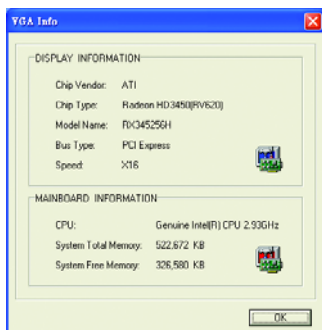 VGA Info
DISPLAY INFORMATION
Chip Vendor: ATI
Chip Type: Radeon HD3450(RV620)
Model Name: RX34525GH
Bus Type: PCI Express
Speed: X16
MAINBOARD INFORMATION
CPU: Genuine Intel(R) CPU 2.93GHz
System Total Memory: 522,672 KB
System Free Memory: 326,580 KB
OK